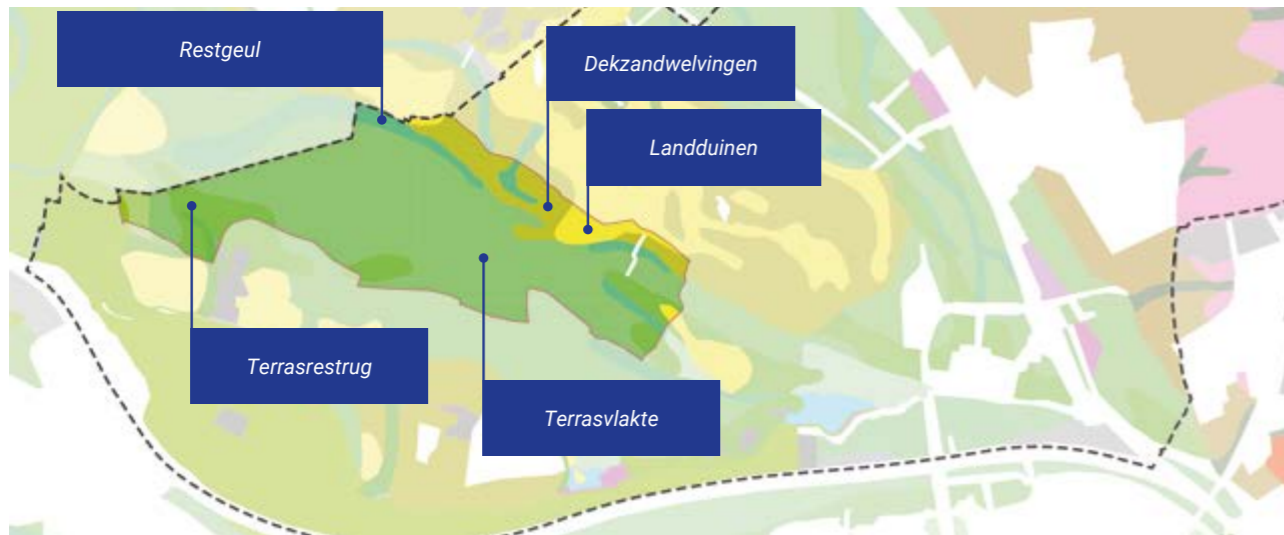 Restgeul
Dekzandwelvingen
Landduinen
Terrasrestrug
Terrasvlakte